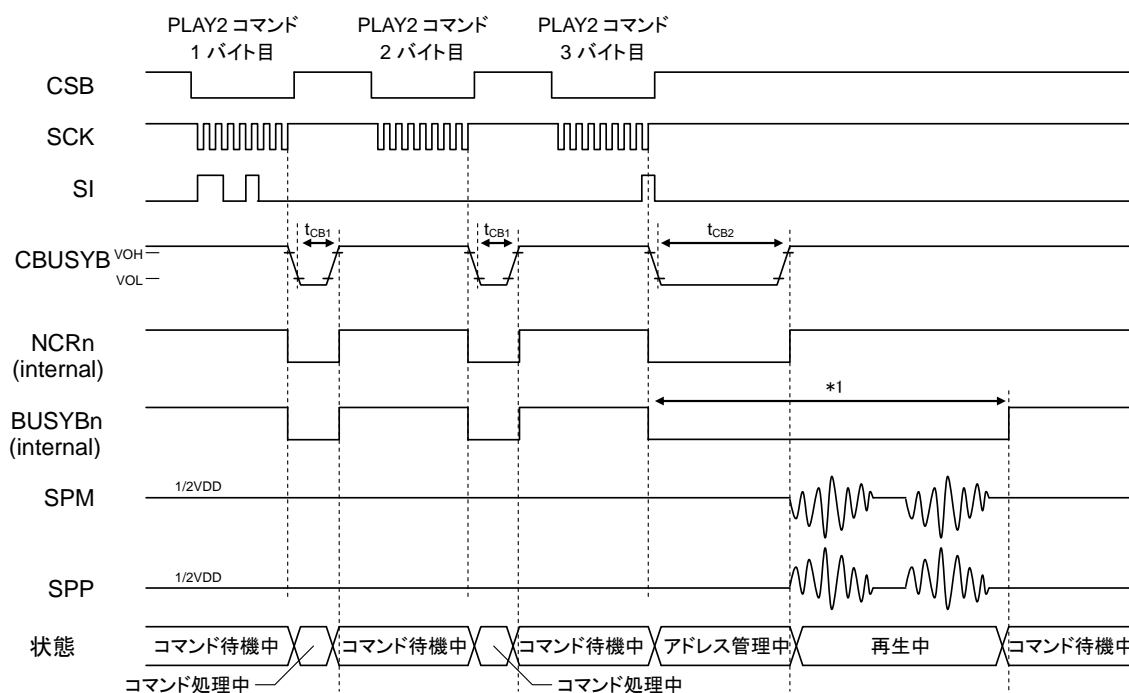 PLAY2 コマンド
1 バイト目
PLAY2 コマンド
2 バイト目
PLAY2 コマンド
3 バイト目
CSB
SCK
SI
tCB1
tCB1
tCB2
CBUSYB
VOH
VOL
NCRn
(internal)
*1
BUSYBn
(internal)
SPM
1/2VDD
SPP
1/2VDD
状態
コマンド待機中
コマンド待機中
コマンド待機中
アドレス管理中
再生中
コマンド待機中
コマンド処理中
コマンド処理中